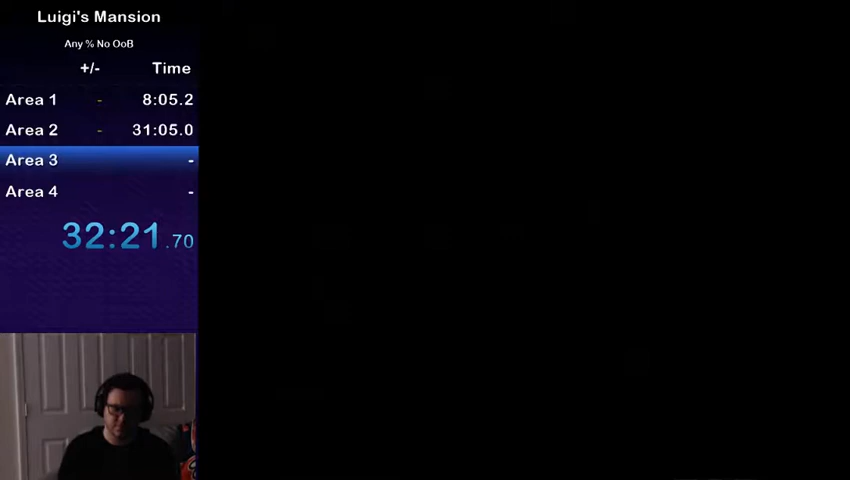 Luigi's Mansion
Any % No OoB
+/- Time
Area 1 - 8:05.2
Area 2 - 31:05.0
Area 3 -
Area 4 -
32:21.70